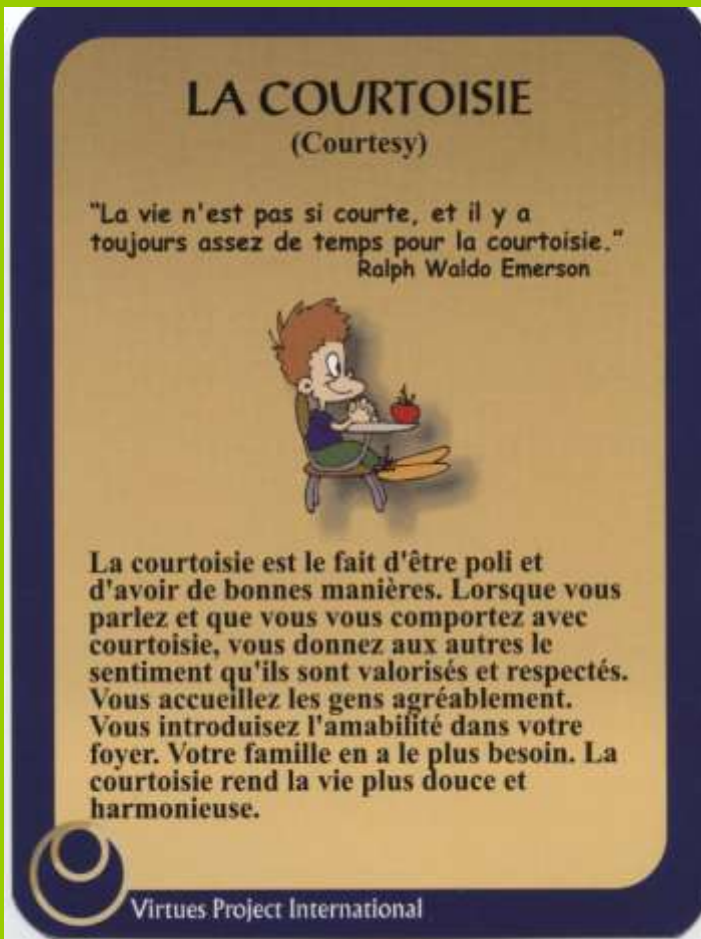 LA COURTOISIE
(Courtesy)
"La vie n'est pas si courte, et il y a
toujours assez de temps pour la courtoisie."
Ralph Waldo Emerson
La courtoisie est le fait d'être poli et
d'avoir de bonnes manières. Lorsque vous
parlez et que vous vous comportez avec
courtoisie, vous donnez aux autres le
sentiment qu'ils sont valorisés et respectés.
Vous accueillez les gens agréablement.
Vous introduisez l'amabilité dans votre
foyer. Votre famille en a le plus besoin. La
courtoisie rend la vie plus douce et
harmonieuse.
Virtues Project International